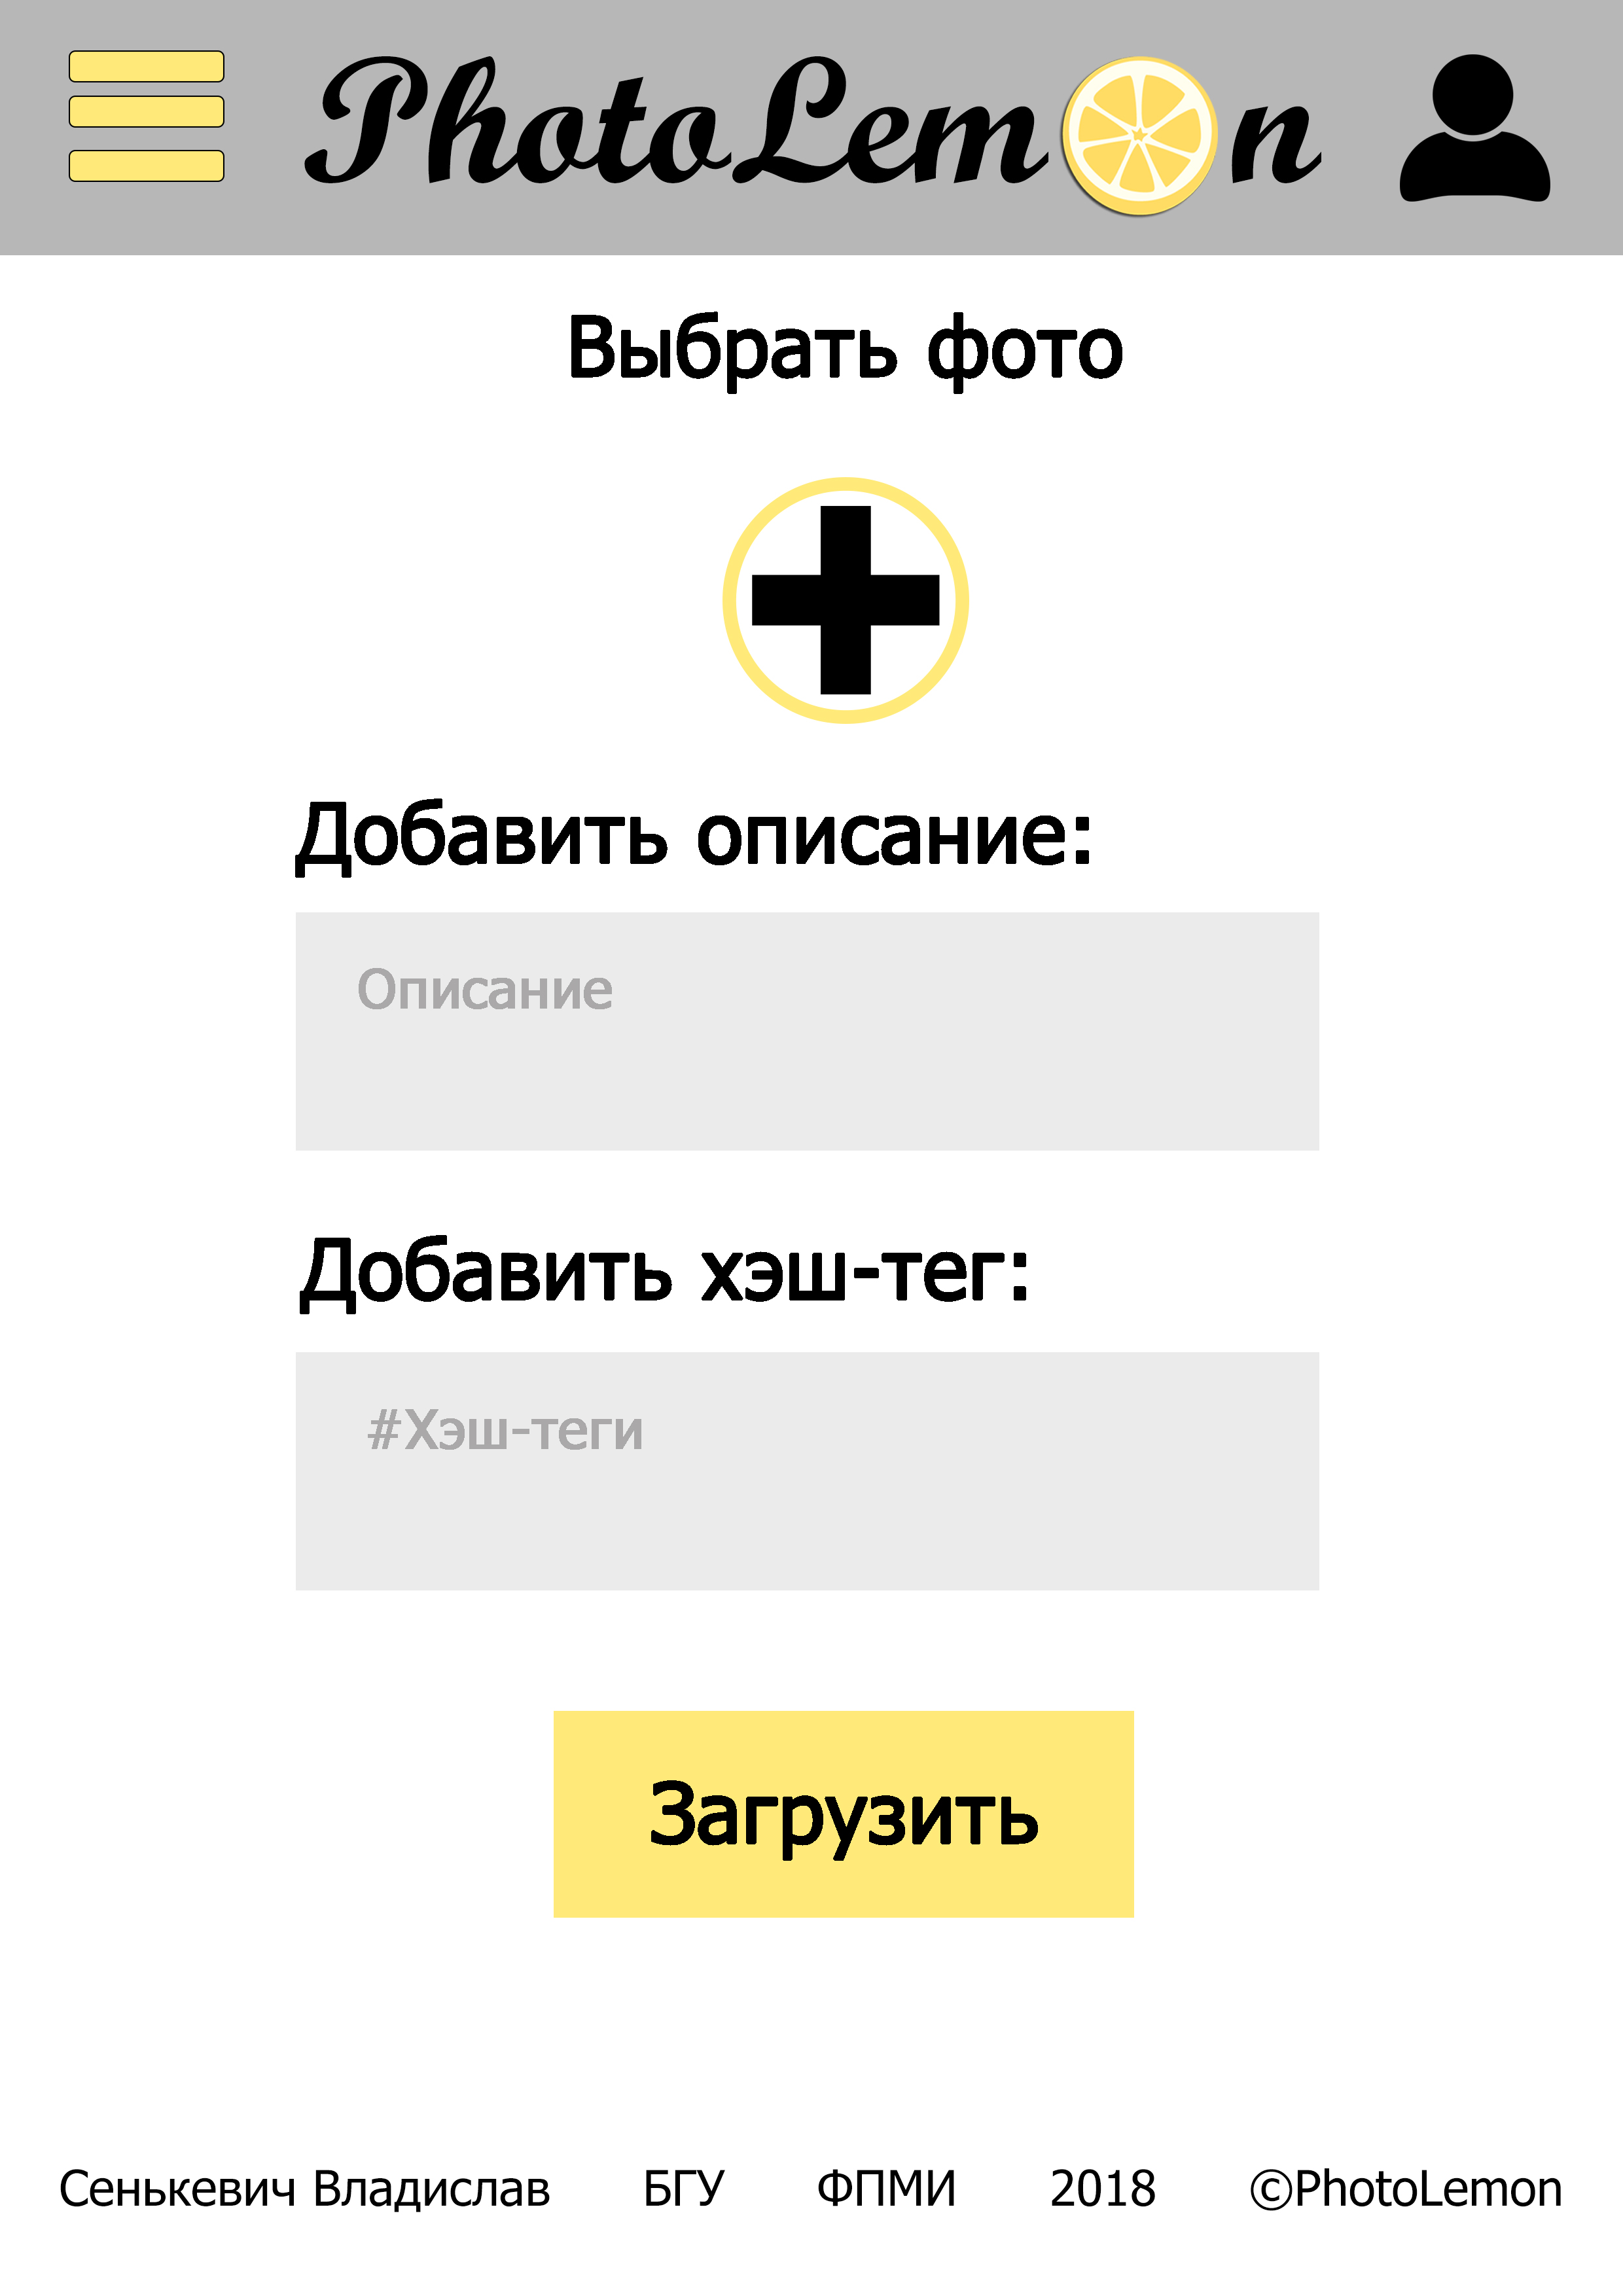 PhotoLemon
Выбрать фото
Добавить описание:
Описание
Добавить хэш-тег:
#Хэш-теги
Загрузить
Сенькевич Владислав БГУ ФПМИ 2018 ©PhotoLemon